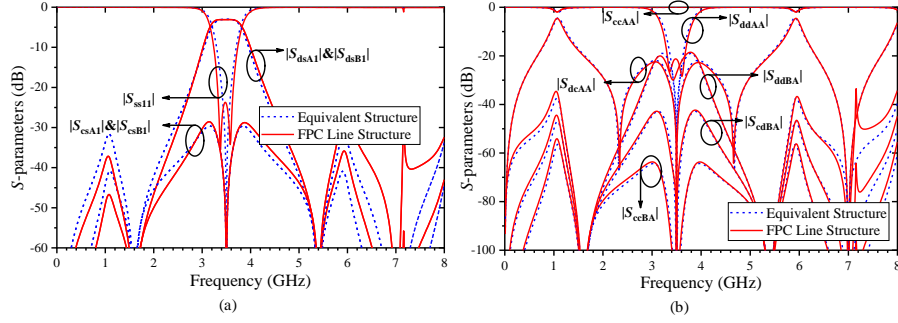 (a)
0
-10
-20
-30
-40
-50
-60
S-parameters (dB)
|SdsA1|&|SdsB1|
|Sss11|
|ScsA1|&|ScsB1|
Equivalent Structure
FPC Line Structure
0 1 2 3 4 5 6 7 8
Frequency (GHz)
(a)
0
-20
-40
-60
-80
-100
S-parameters (dB)
|SccAA|
|SddAA|
|SdcAA|
|SddBA|
|ScdBA|
|SccBA|
Equivalent Structure
FPC Line Structure
0 1 2 3 4 5 6 7 8
Frequency (GHz)
(b)